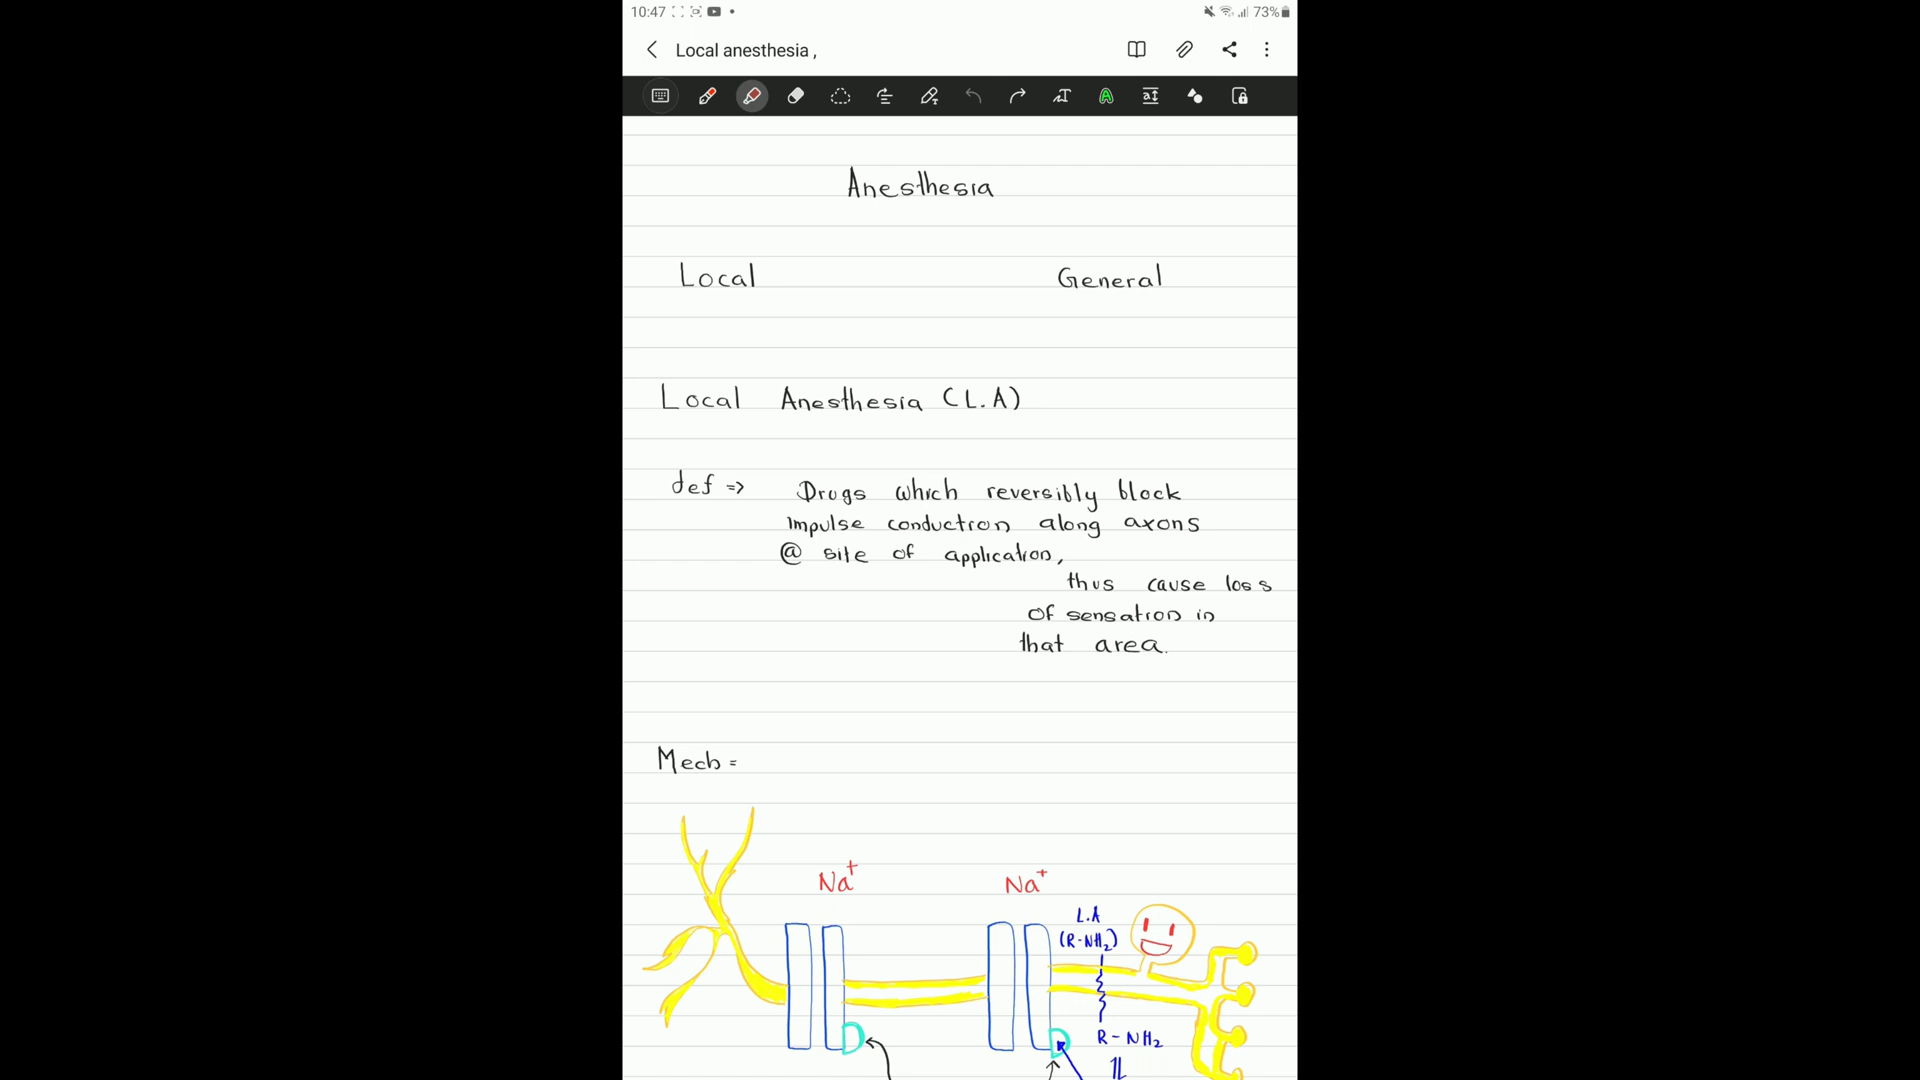 10:47
73%
Local anesthesia ,
Anesthesia
Local General
Local Anesthesia (L.A)
def => Drugs which reversibly block
impulse conduction along axons
@ site of application,
thus cause loss
of sensation in
that area.
Mech =
Na+ Na+
L.A
(R-NH2)
R-NH2